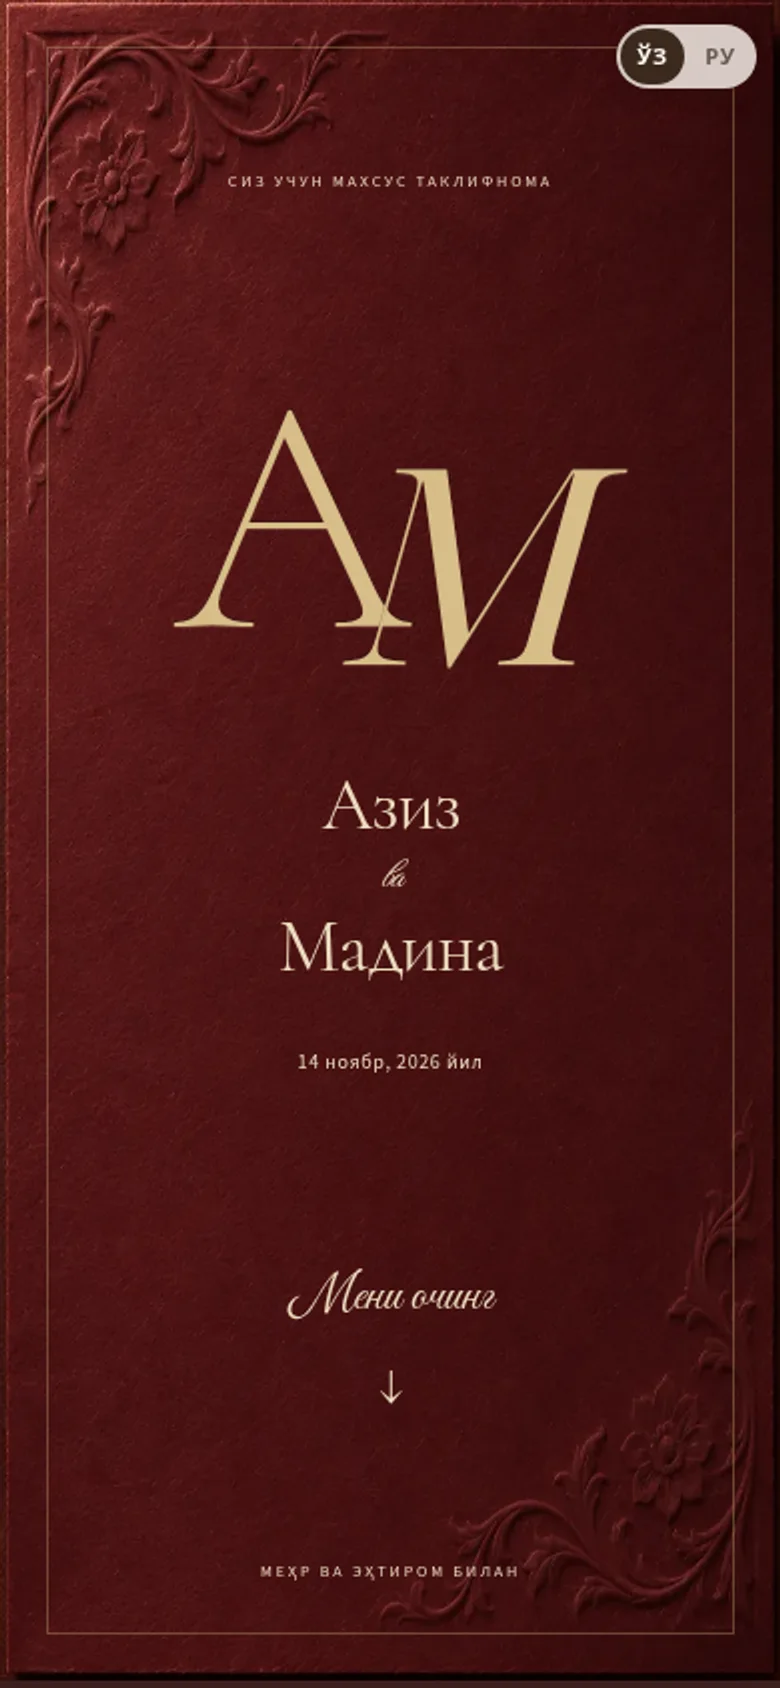 ЎЗ РУ
СИЗ УЧУН МАХСУС ТАКЛИФНОМА
АМ
Азиз
ва
Мадина
14 ноябр, 2026 йил
Мени очинг
↓
МЕҲР ВА ЭҲТИРОМ БИЛАН